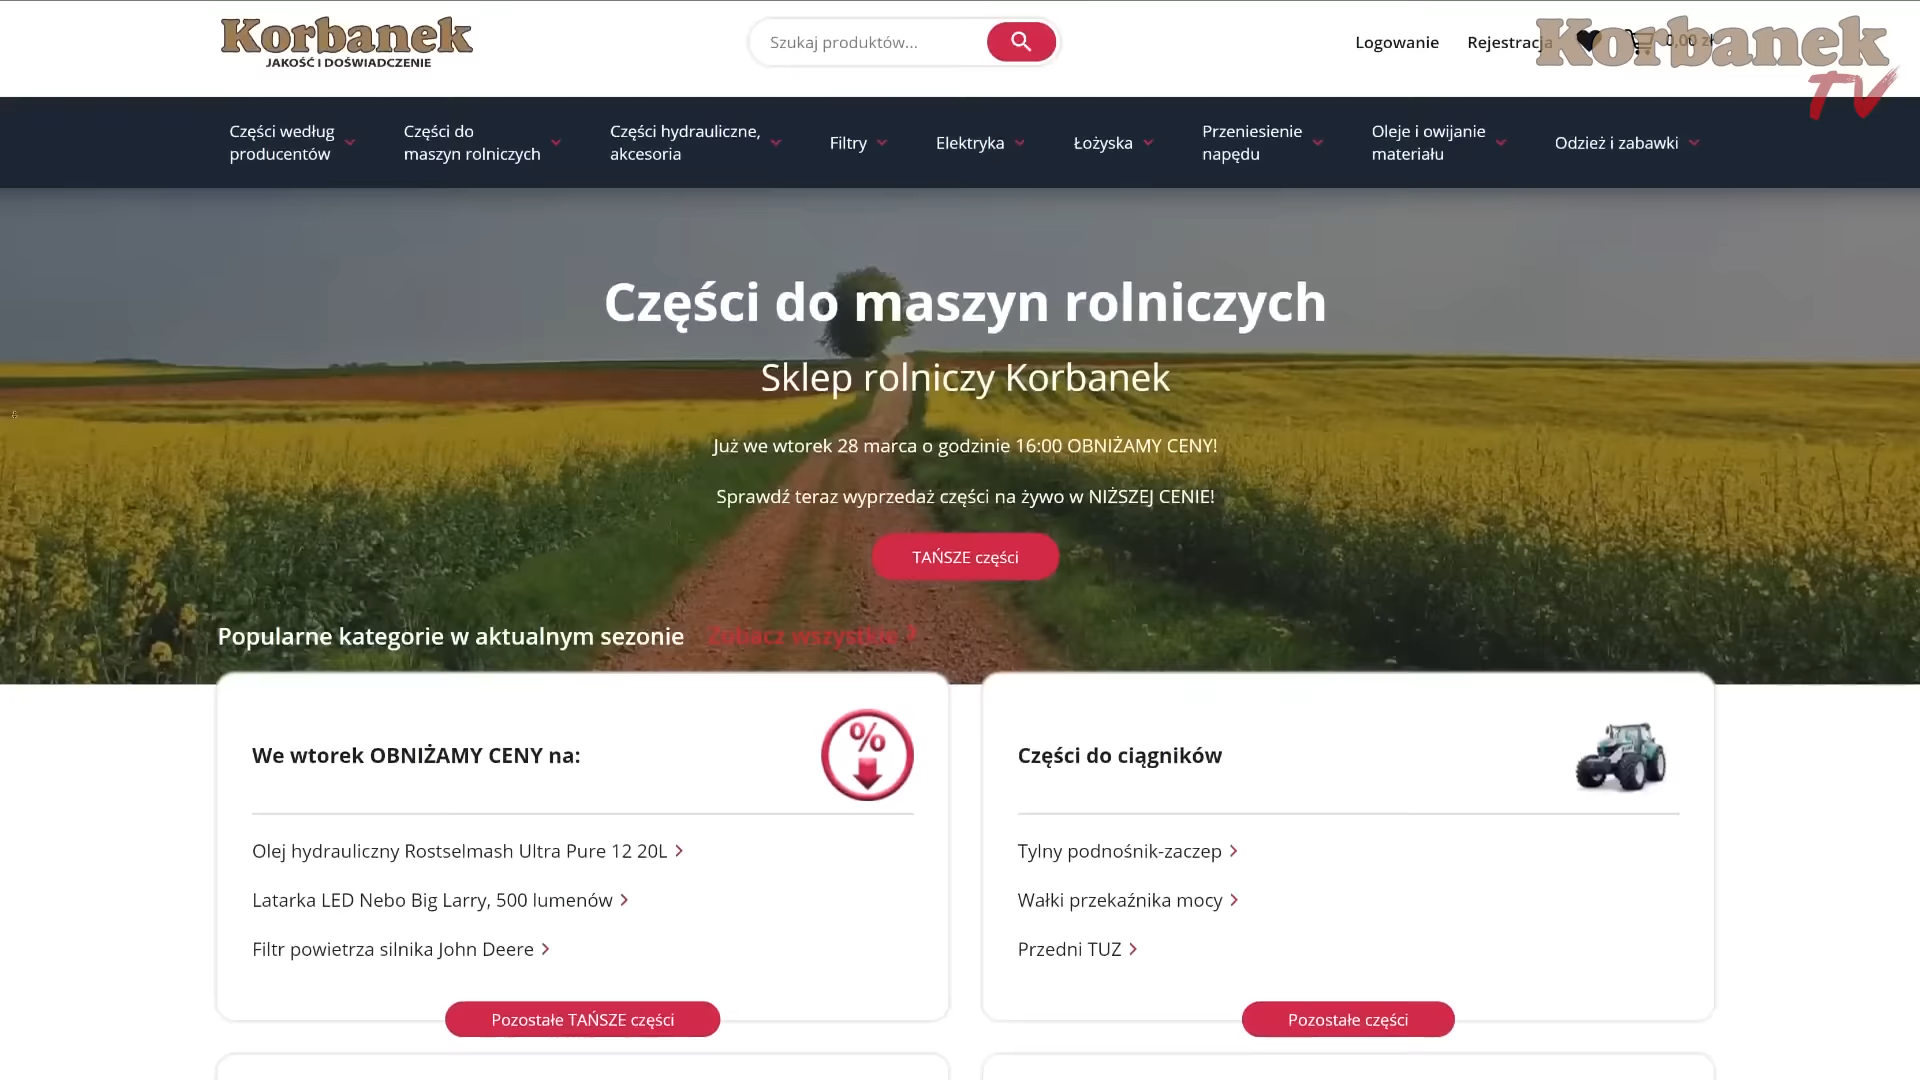 Korbanek
JAKOŚĆ I DOŚWIADCZENIE
Szukaj produktów...
Logowanie
Rejestracja
0,00 zł
Korbanek
TV
Części według
producentów
Części do
maszyn rolniczych
Części hydrauliczne,
akcesoria
Filtry
Elektryka
Łożyska
Przeniesienie
napędu
Oleje i owijanie
materiału
Odzież i zabawki
Części do maszyn rolniczych
Sklep rolniczy Korbanek
Już we wtorek 28 marca o godzinie 16:00 OBNIŻAMY CENY!
Sprawdź teraz wyprzedaż części na żywo w NIŻSZEJ CENIE!
TAŃSZE części
Popularne kategorie w aktualnym sezonie
Zobacz wszystkie
We wtorek OBNIŻAMY CENY na:
%
Olej hydrauliczny Rostselmash Ultra Pure 12 20L
Latarka LED Nebo Big Larry, 500 lumenów
Filtr powietrza silnika John Deere
Pozostałe TAŃSZE części
Części do ciągników
Tylny podnośnik-zaczep
Wałki przekaźnika mocy
Przedni TUZ
Pozostałe części